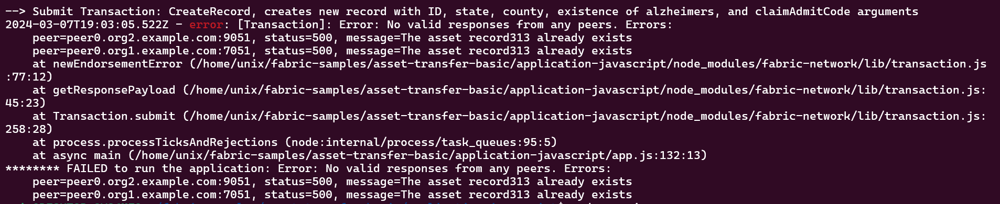 --> Submit Transaction: CreateRecord, creates new record with ID, state, county, existence of alzheimers, and claimAdmitCode arguments
2024-03-07T19:03:05.522Z - error: [Transaction]: Error: No valid responses from any peers. Errors:
    peer=peer0.org2.example.com:9051, status=500, message=The asset record313 already exists
    peer=peer0.org1.example.com:7051, status=500, message=The asset record313 already exists
    at newEndorsementError (/home/unix/fabric-samples/asset-transfer-basic/application-javascript/node_modules/fabric-network/lib/transaction.js
:77:12)
    at getResponsePayload (/home/unix/fabric-samples/asset-transfer-basic/application-javascript/node_modules/fabric-network/lib/transaction.js:
45:23)
    at Transaction.submit (/home/unix/fabric-samples/asset-transfer-basic/application-javascript/node_modules/fabric-network/lib/transaction.js:
258:28)
    at process.processTicksAndRejections (node:internal/process/task_queues:95:5)
    at async main (/home/unix/fabric-samples/asset-transfer-basic/application-javascript/app.js:132:13)
******** FAILED to run the application: Error: No valid responses from any peers. Errors:
    peer=peer0.org2.example.com:9051, status=500, message=The asset record313 already exists
    peer=peer0.org1.example.com:7051, status=500, message=The asset record313 already exists